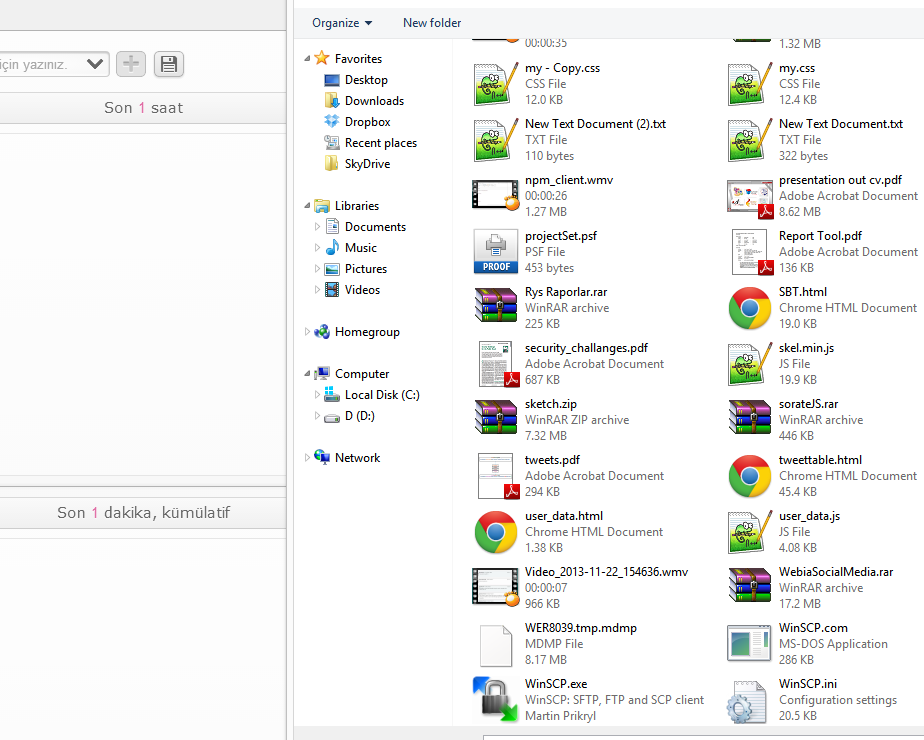 için yazınız.
Son 1 saat
Son 1 dakika, kümülatif
Organize
New folder
Favorites
Desktop
Downloads
Dropbox
Recent places
SkyDrive
Libraries
Documents
Music
Pictures
Videos
Homegroup
Computer
Local Disk (C:)
D (D:)
Network
00:00:35
1.32 MB
my - Copy.css
CSS File
12.0 KB
my.css
CSS File
12.4 KB
New Text Document (2).txt
TXT File
110 bytes
New Text Document.txt
TXT File
322 bytes
npm_client.wmv
00:00:26
1.27 MB
presentation out cv.pdf
Adobe Acrobat Document
8.62 MB
PROOF
projectSet.psf
PSF File
453 bytes
Report Tool.pdf
Adobe Acrobat Document
136 KB
Rys Raporlar.rar
WinRAR archive
225 KB
SBT.html
Chrome HTML Document
19.0 KB
security_challanges.pdf
Adobe Acrobat Document
687 KB
skel.min.js
JS File
19.9 KB
sketch.zip
WinRAR ZIP archive
7.32 MB
sorateJS.rar
WinRAR archive
446 KB
tweets.pdf
Adobe Acrobat Document
294 KB
tweettable.html
Chrome HTML Document
45.4 KB
user_data.html
Chrome HTML Document
1.38 KB
user_data.js
JS File
4.08 KB
Video_2013-11-22_154636.wmv
00:00:07
966 KB
WebiaSocialMedia.rar
WinRAR archive
17.2 MB
WER8039.tmp.mdmp
MDMP File
8.17 MB
WinSCP.com
MS-DOS Application
286 KB
WinSCP.exe
WinSCP: SFTP, FTP and SCP client
Martin Prikryl
WinSCP.ini
Configuration settings
20.5 KB